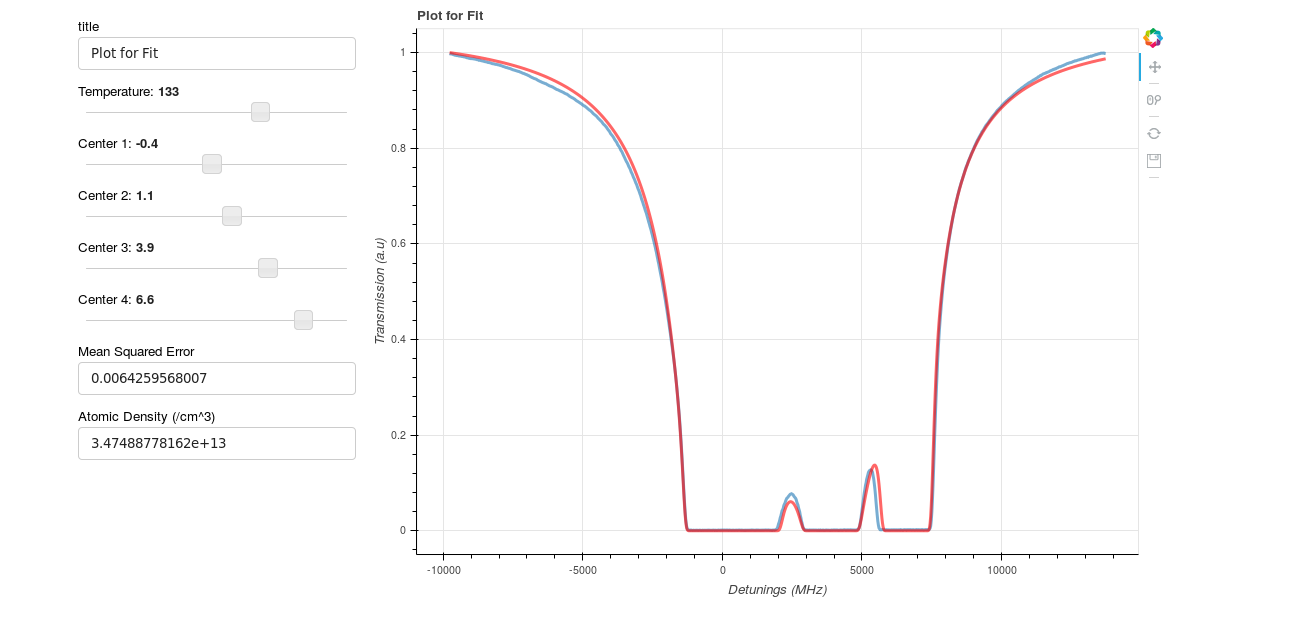 title
Plot for Fit
Temperature: 133
Center 1: -0.4
Center 2: 1.1
Center 3: 3.9
Center 4: 6.6
Mean Squared Error
0.0064259568007
Atomic Density (/cm^3)
3.47488778162e+13
Plot for Fit
Transmission (a.u)
1
0.8
0.6
0.4
0.2
0
-10000
-5000
0
5000
10000
Detunings (MHz)